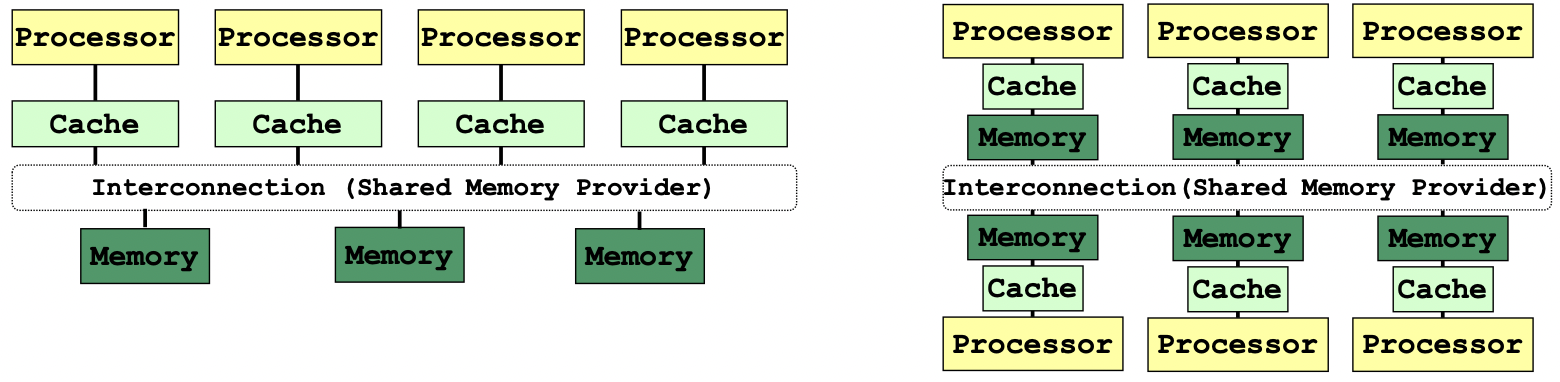 Processor Processor Processor Processor
Cache Cache Cache Cache
Interconnection (Shared Memory Provider)
Memory Memory Memory
Processor Processor Processor
Cache Cache Cache
Memory Memory Memory
Interconnection(Shared Memory Provider)
Memory Memory Memory
Cache Cache Cache
Processor Processor Processor